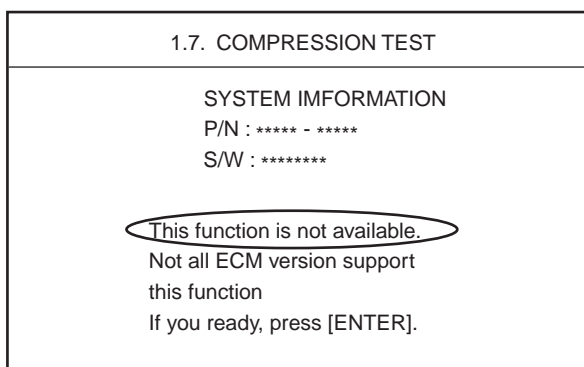 1.7. COMPRESSION TEST
SYSTEM IMFORMATION
P/N : ***** - *****
S/W : ********
This function is not available.
Not all ECM version support
this function
If you ready, press [ENTER].